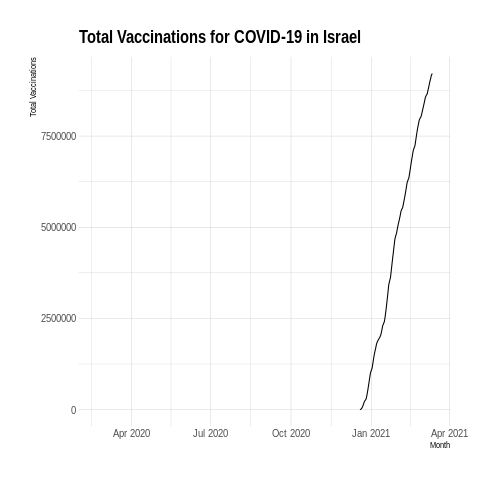 Total Vaccinations for COVID-19 in Israel
Total Vaccinations
7500000
5000000
2500000
0
Apr 2020 Jul 2020 Oct 2020 Jan 2021 Apr 2021
Month